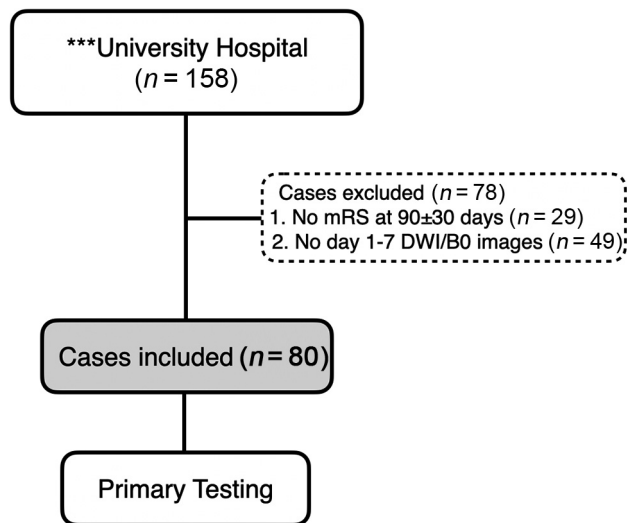 ***University Hospital
(n = 158)
Cases excluded (n = 78)
1. No mRS at 90±30 days (n = 29)
2. No day 1-7 DWI/B0 images (n = 49)
Cases included (n = 80)
Primary Testing